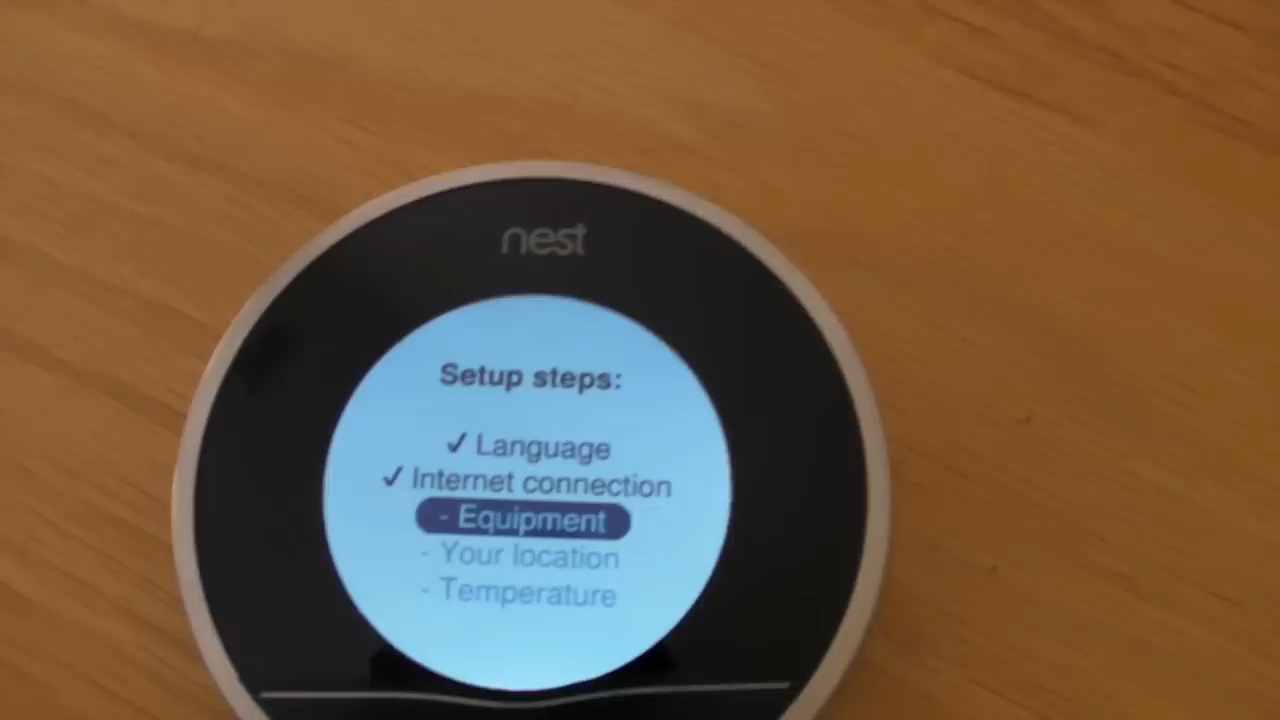 nest
Setup steps:
✓ Language
✓ Internet connection
- Equipment
- Your location
- Temperature